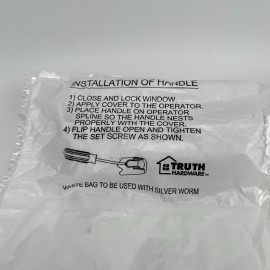 INSTALLATION OF HANDLE
1) CLOSE AND LOCK WINDOW
2) APPLY COVER TO THE OPERATOR.
3) PLACE HANDLE ON OPERATOR
SPLINE SO THE HANDLE NESTS
PROPERLY WITH THE COVER.
4) FLIP HANDLE OPEN AND TIGHTEN
THE SET SCREW AS SHOWN.
TRUTH
HARDWARE
WHITE BAG TO BE USED WITH SILVER WORM